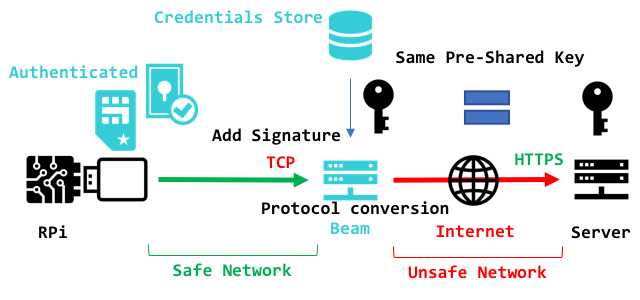 Credentials Store
Same Pre-Shared Key
Authenticated
Add Signature
TCP
HTTPS
Protocol conversion
RPi
Beam
Internet
Server
Safe Network
Unsafe Network